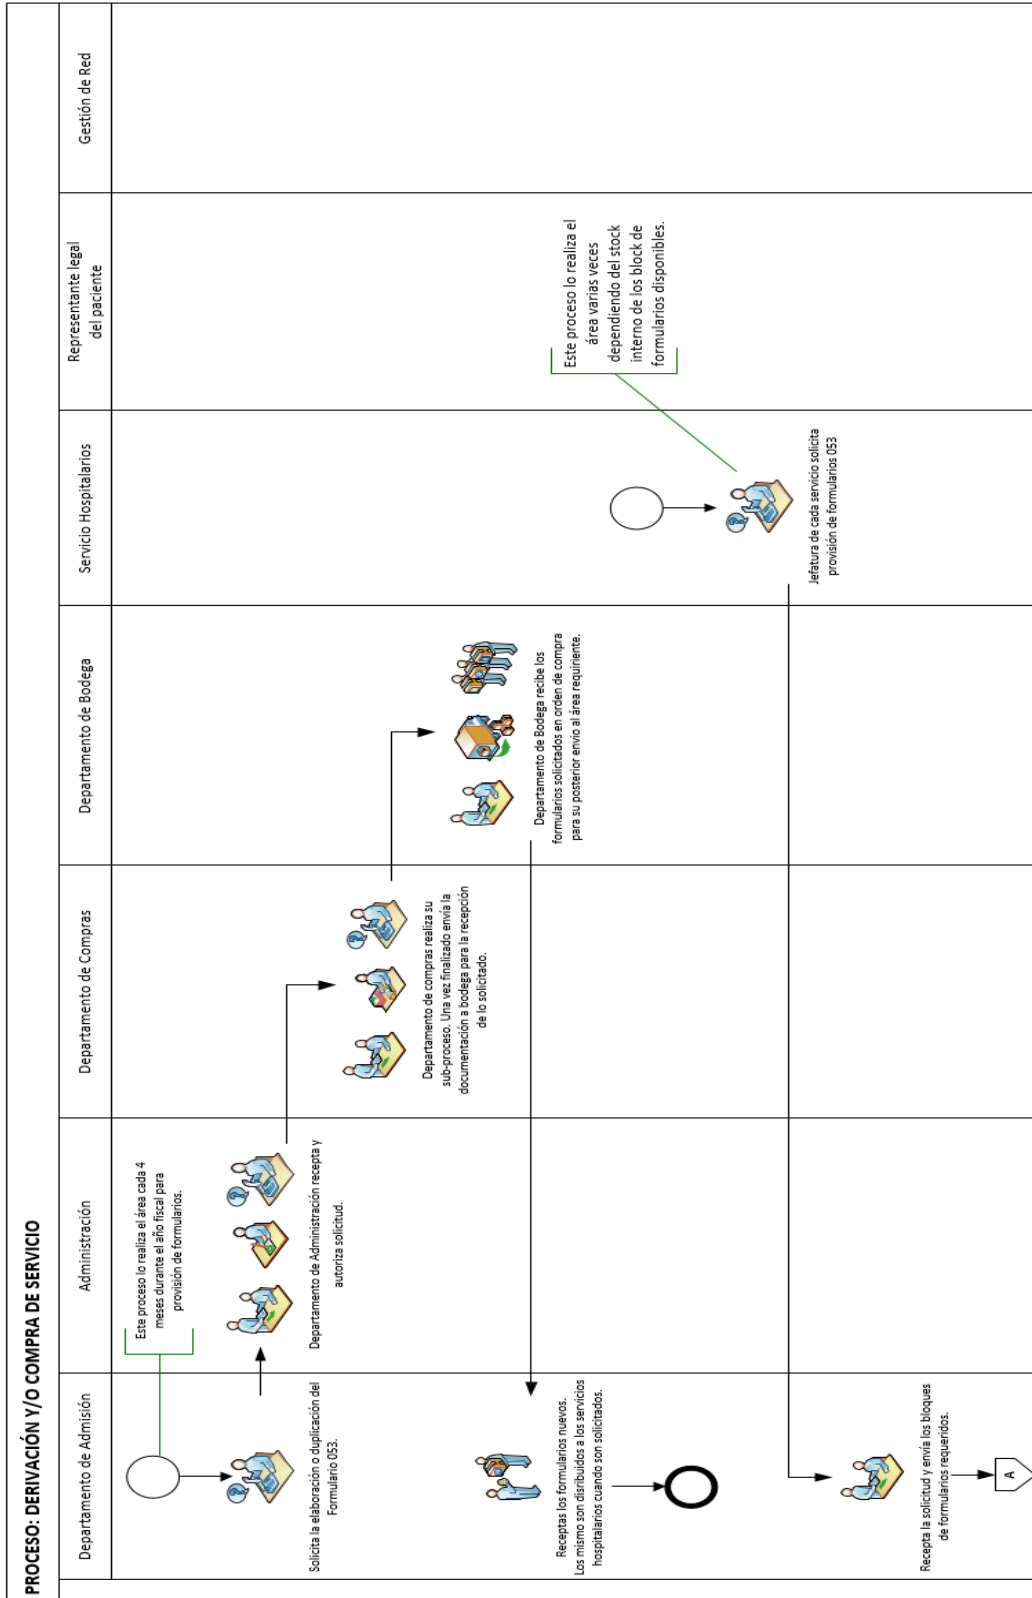 PROCESO: DERIVACIÓN Y/O COMPRA DE SERVICIO
Departamento de Admisión
Administración
Departamento de Compras
Departamento de Bodega
Servicio Hospitalarios
Representante legal
del paciente
Gestión de Red
Este proceso lo realiza el área cada 4
meses durante el año fiscal para
provisión de formularios.
Solicita la elaboración o duplicación del
Formulario 053.
Departamento de Administración recepta y
autoriza solicitud.
Departamento de compras realiza su
sub-proceso. Una vez finalizado envía la
documentación a bodega para la recepción
de lo solicitado.
Departamento de Bodega recibe los
formularios solicitados en orden de compra
para su posterior envio al área requiriente.
Receptas los formularios nuevos.
Los mismo son disribuidos a los servicios
hospitalarios cuando son solicitados.
Este proceso lo realiza el
área varias veces
dependiendo del stock
interno de los block de
formularios disponibles.
Jefatura de cada servicio solicita
provisión de formularios 053
Recepta la solicitud y envía los bloques
de formularios requeridos.
A